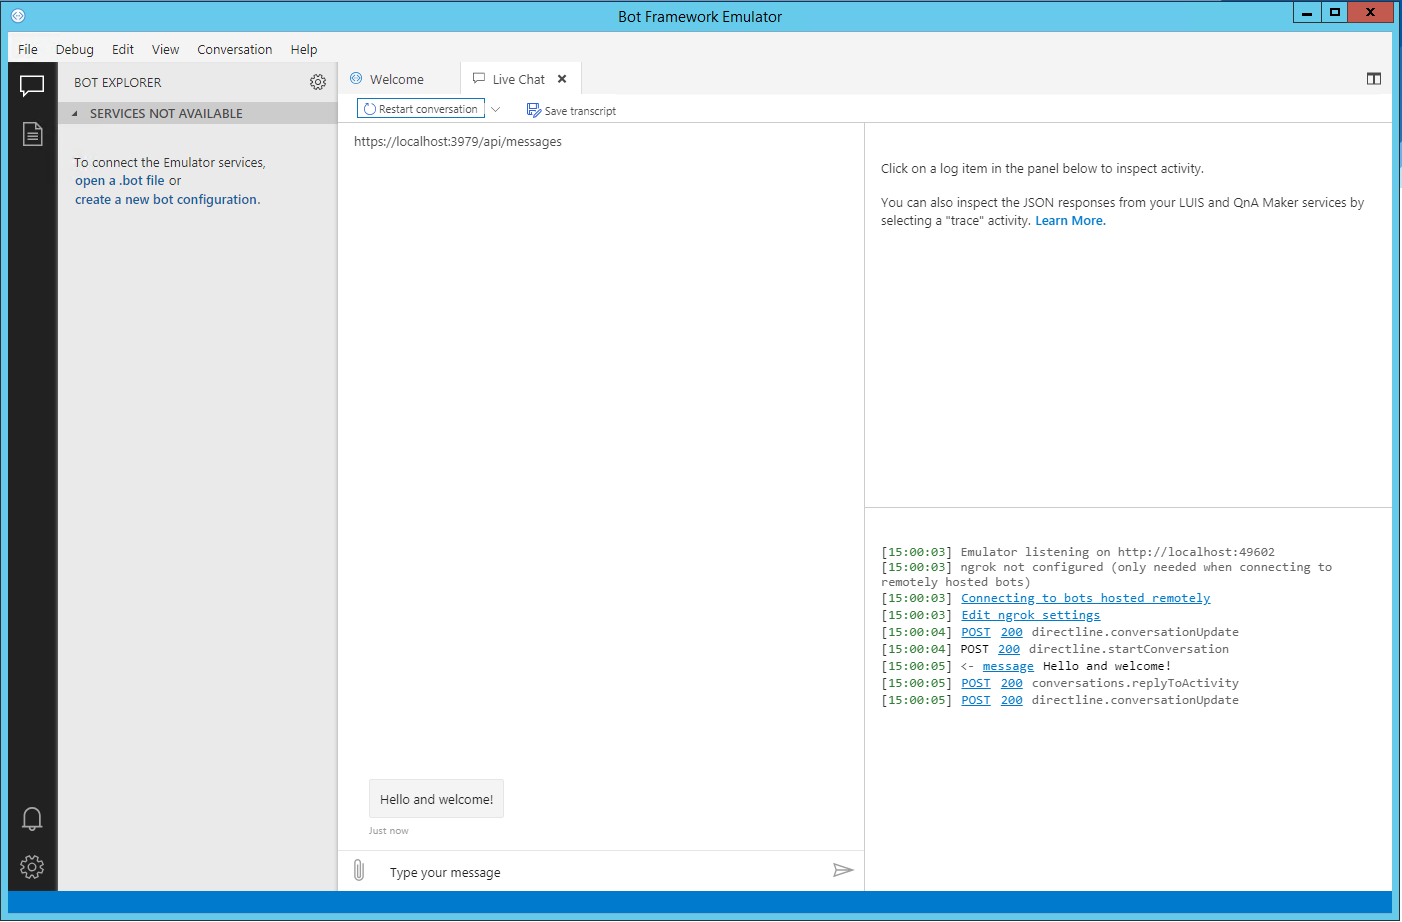 Bot Framework Emulator
File Debug Edit View Conversation Help
BOT EXPLORER
SERVICES NOT AVAILABLE
To connect the Emulator services,
open a .bot file or
create a new bot configuration.
Welcome
Live Chat
Restart conversation
Save transcript
https://localhost:3979/api/messages
Hello and welcome!
Just now
Type your message
Click on a log item in the panel below to inspect activity.
You can also inspect the JSON responses from your LUIS and QnA Maker services by
selecting a "trace" activity. Learn More.
[15:00:03] Emulator listening on http://localhost:49602
[15:00:03] ngrok not configured (only needed when connecting to
remotely hosted bots)
[15:00:03] Connecting to bots hosted remotely
[15:00:03] Edit ngrok settings
[15:00:04] POST 200 directline.conversationUpdate
[15:00:04] POST 200 directline.startConversation
[15:00:05] <- message Hello and welcome!
[15:00:05] POST 200 conversations.replyToActivity
[15:00:05] POST 200 directline.conversationUpdate